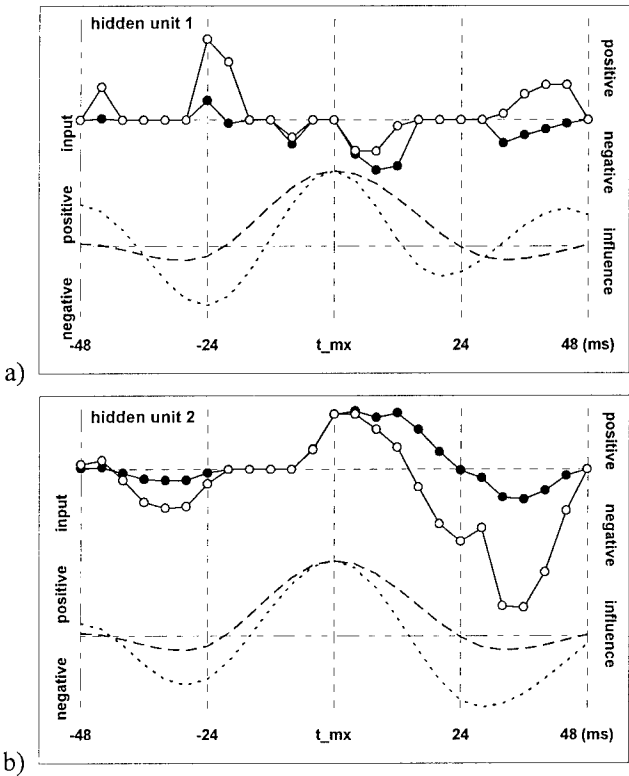 hidden unit 1
input
positive
negative
positive
negative
influence
-48
-24
t_mx
24
48 (ms)
a)
hidden unit 2
input
positive
negative
positive
negative
influence
-48
-24
t_mx
24
48 (ms)
b)